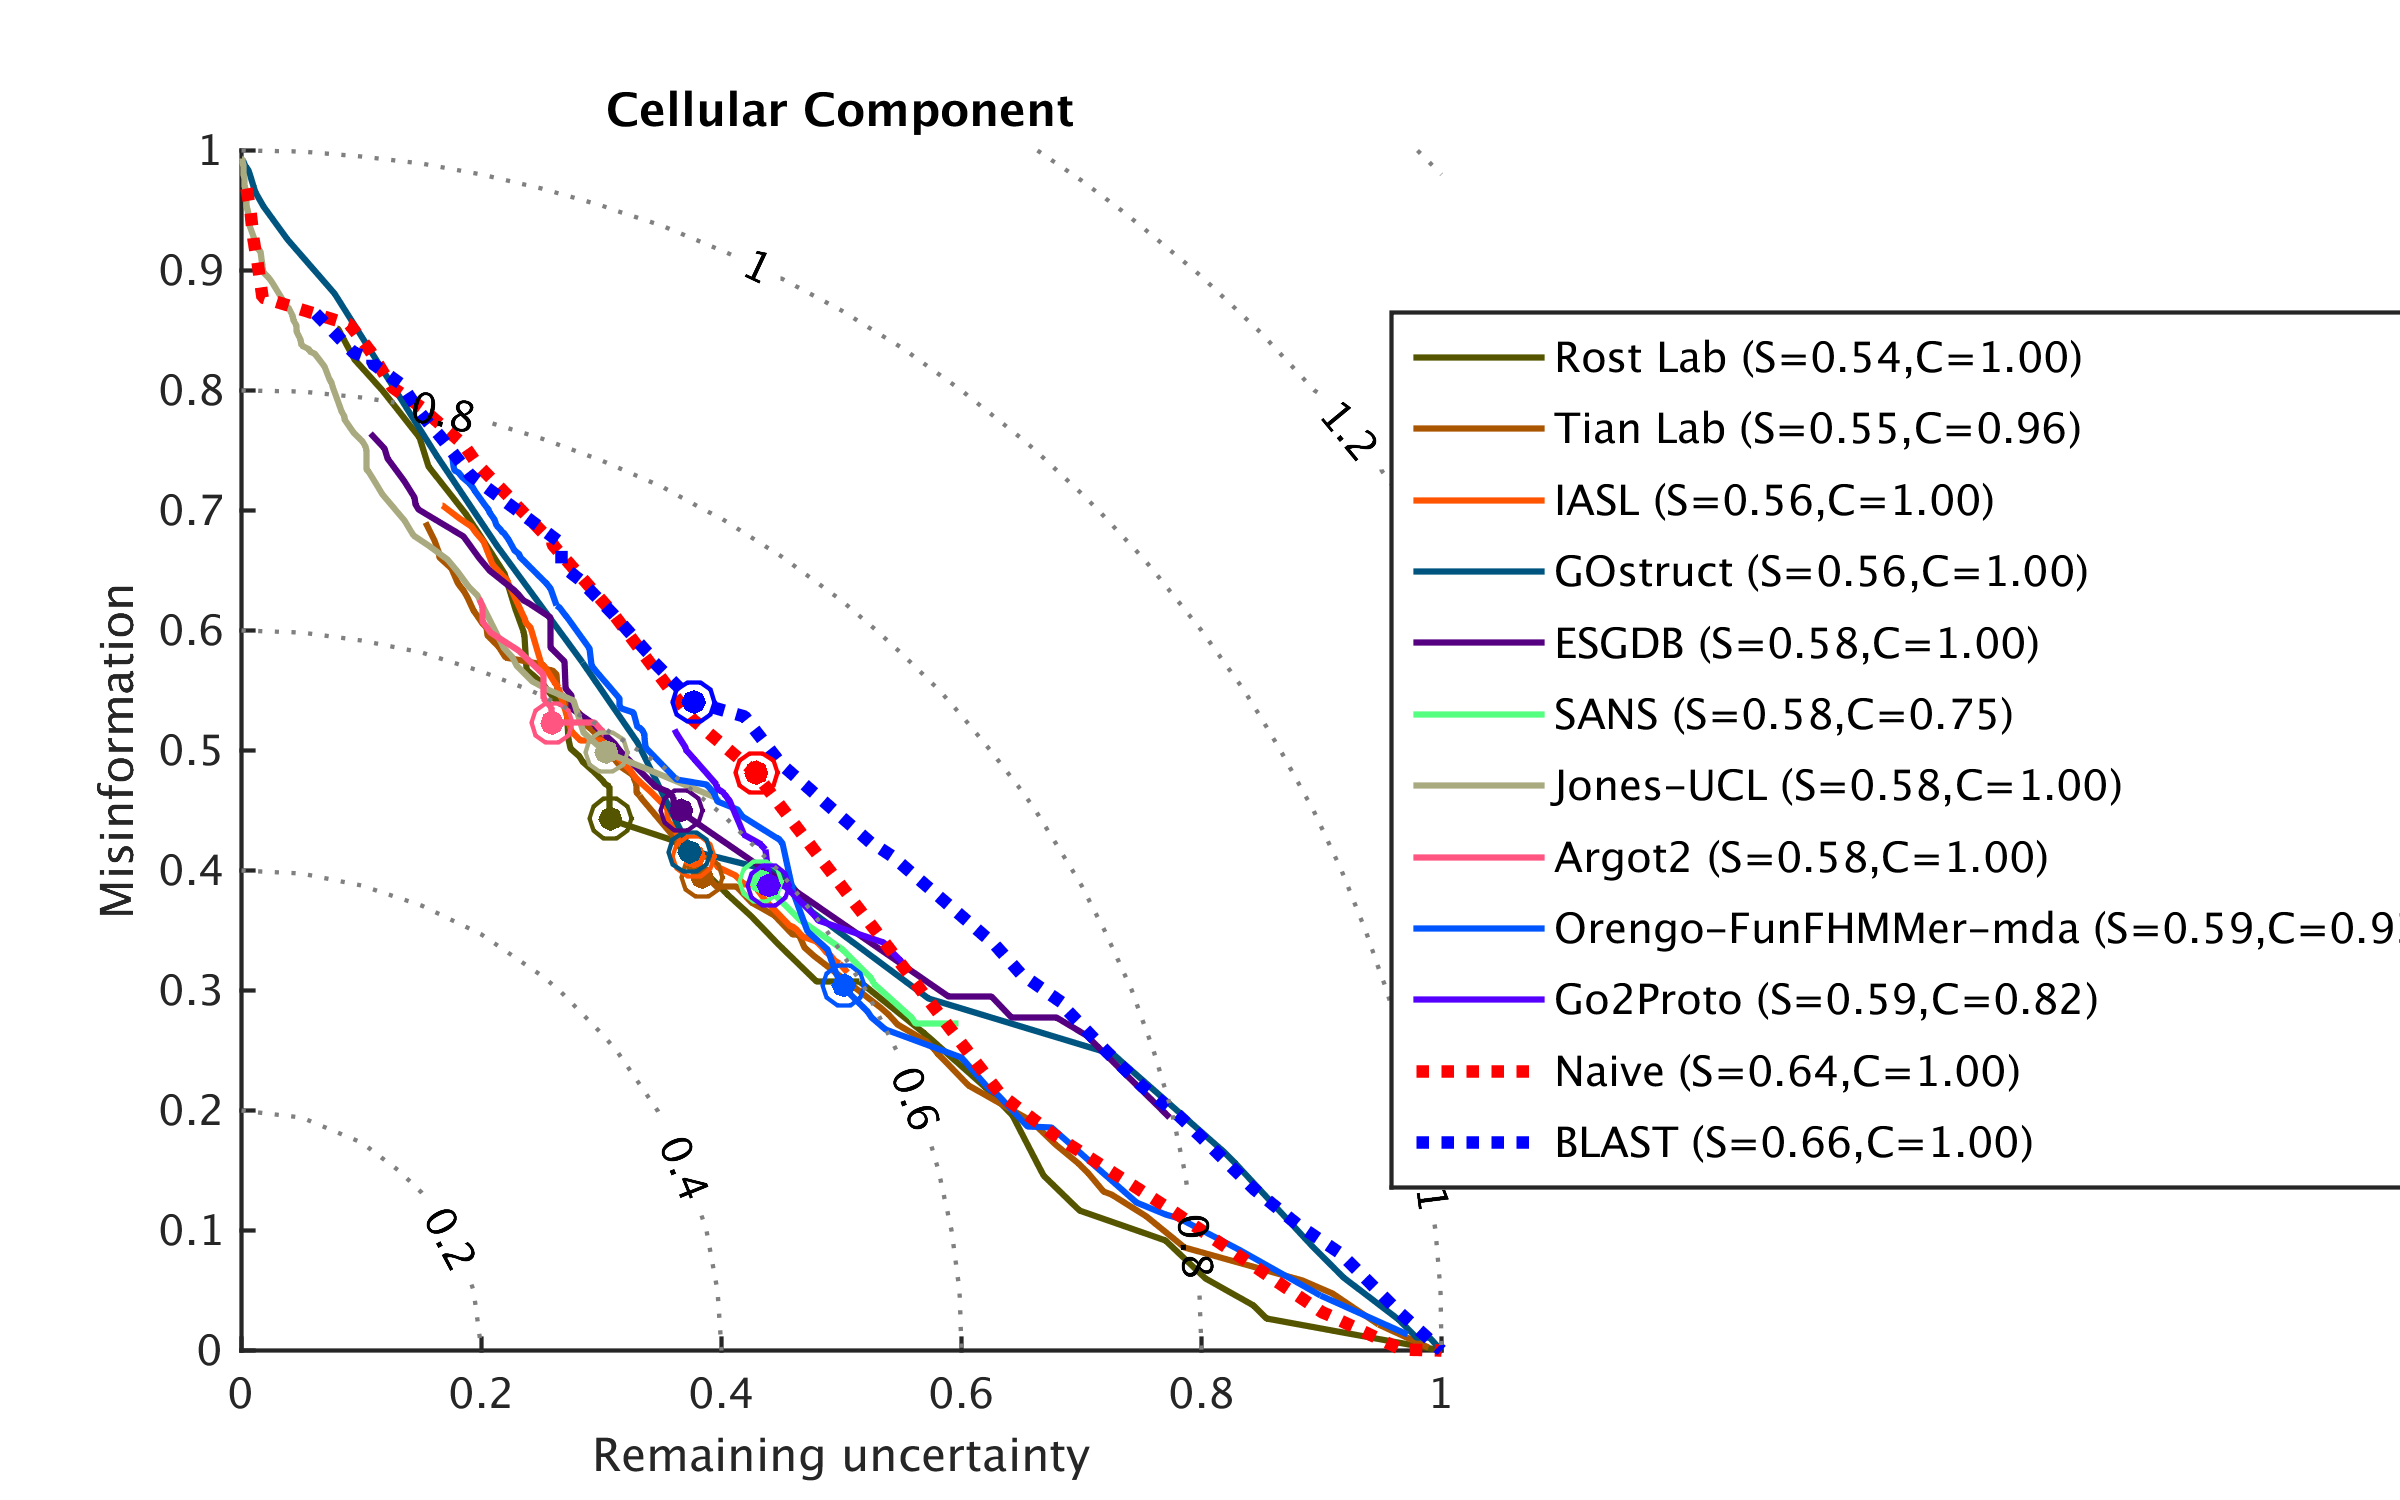 Cellular Component
1
0.9
0.8
0.7
0.6
0.5
0.4
0.3
0.2
0.1
0
0
0.2
0.4
0.6
0.8
1
Misinformation
Remaining uncertainty
1
0.8
1.2
0.6
0.4
0.2
0.8
1
Rost Lab (S=0.54,C=1.00)
Tian Lab (S=0.55,C=0.96)
IASL (S=0.56,C=1.00)
GOstruct (S=0.56,C=1.00)
ESGDB (S=0.58,C=1.00)
SANS (S=0.58,C=0.75)
Jones-UCL (S=0.58,C=1.00)
Argot2 (S=0.58,C=1.00)
Orengo-FunFHMMer-mda (S=0.59,C=0.9
Go2Proto (S=0.59,C=0.82)
Naive (S=0.64,C=1.00)
BLAST (S=0.66,C=1.00)